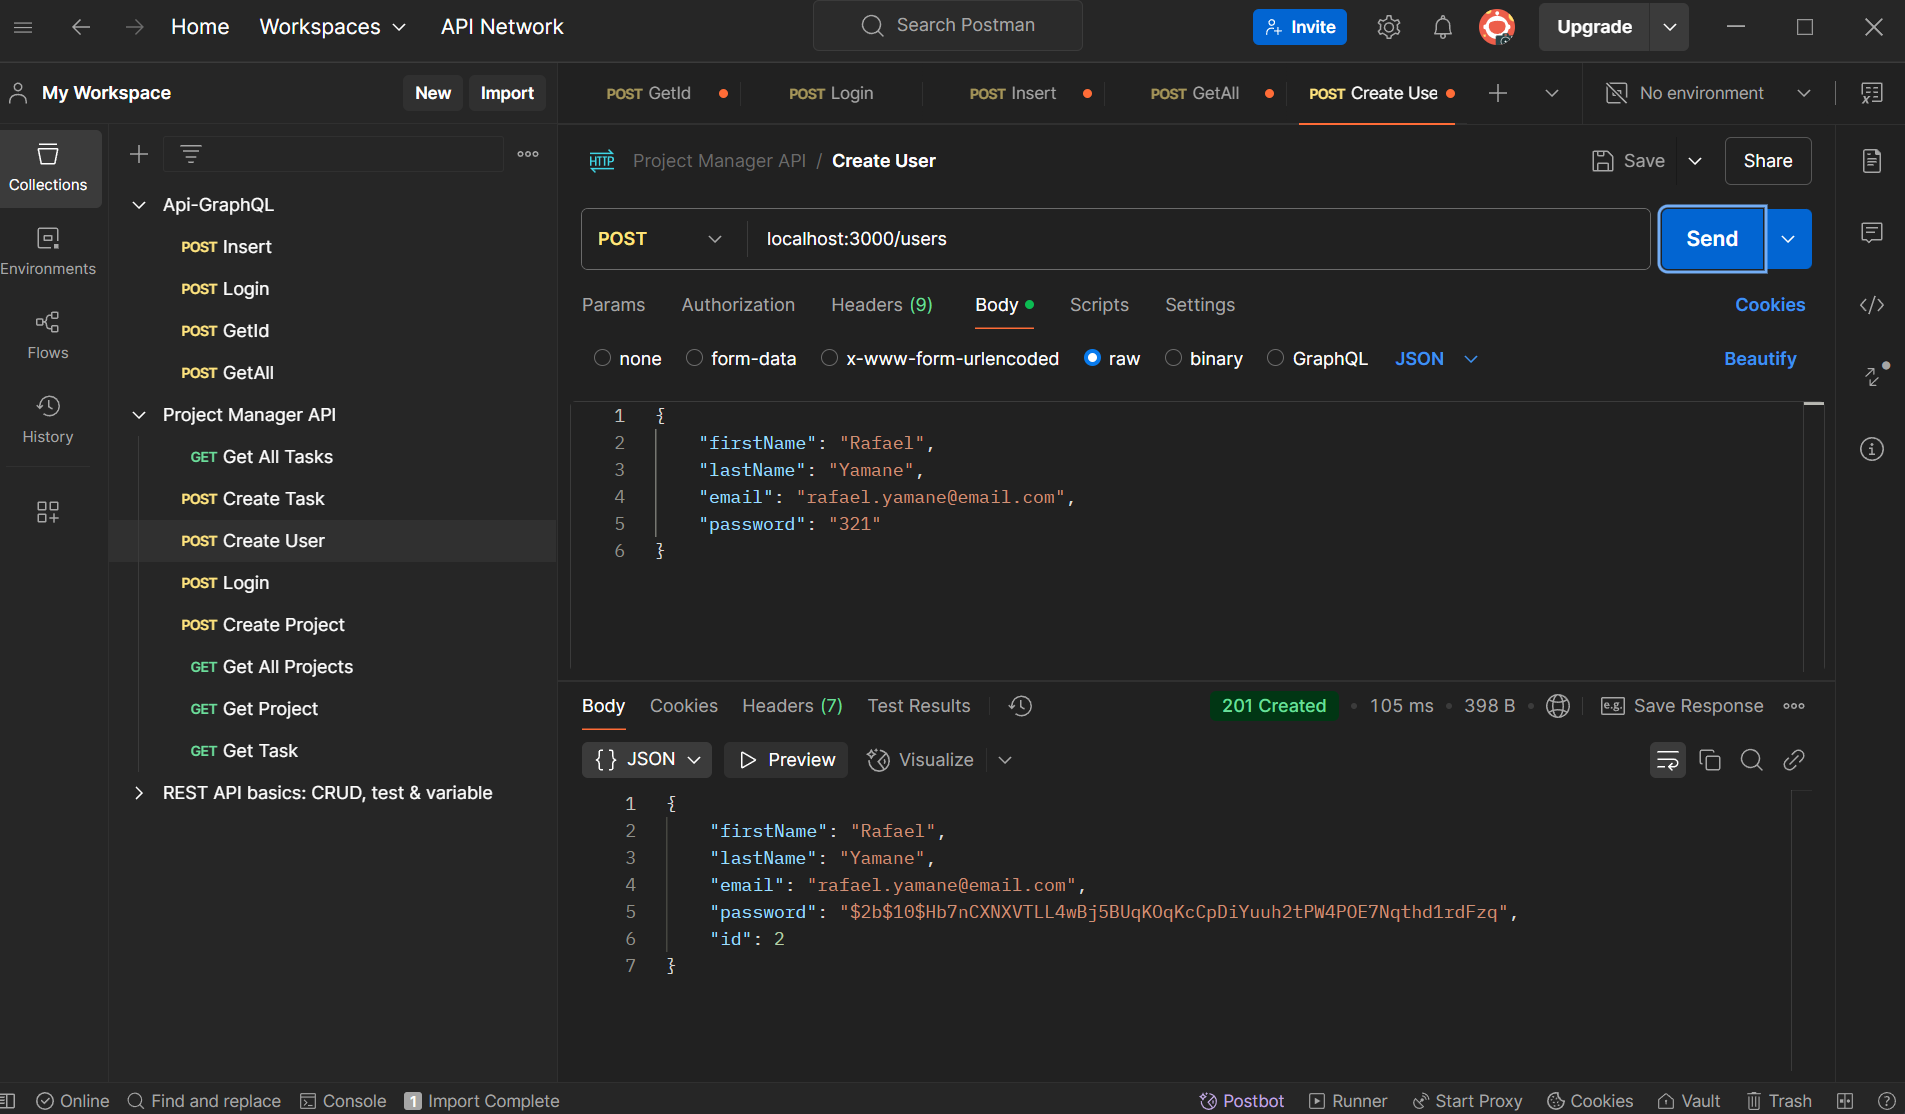 Home Workspaces API Network Search Postman Invite Upgrade
My Workspace New Import POST GetId POST Login POST Insert POST GetAll POST Create Use No environment
Collections
Environments
Flows
History
Api-GraphQL
POST Insert
POST Login
POST GetId
POST GetAll
Project Manager API
GET Get All Tasks
POST Create Task
POST Create User
POST Login
POST Create Project
GET Get All Projects
GET Get Project
GET Get Task
REST API basics: CRUD, test & variable
HTTP Project Manager API / Create User Save Share
POST localhost:3000/users Send
Params Authorization Headers (9) Body Scripts Settings Cookies
none form-data x-www-form-urlencoded raw binary GraphQL JSON Beautify
1 {
2 "firstName": "Rafael",
3 "lastName": "Yamane",
4 "email": "rafael.yamane@email.com",
5 "password": "321"
6 }
Body Cookies Headers (7) Test Results 201 Created • 105 ms • 398 B • e.g. Save Response
{} JSON Preview Visualize
1 {
2 "firstName": "Rafael",
3 "lastName": "Yamane",
4 "email": "rafael.yamane@email.com",
5 "password": "$2b$10$Hb7nCXNXVTLL4wBj5BUqKOqKcCpDiYuuh2tPW4POE7Nqthd1rdFzq",
6 "id": 2
7 }
Online Find and replace Console 1 Import Complete Postbot Runner Start Proxy Cookies Vault Trash